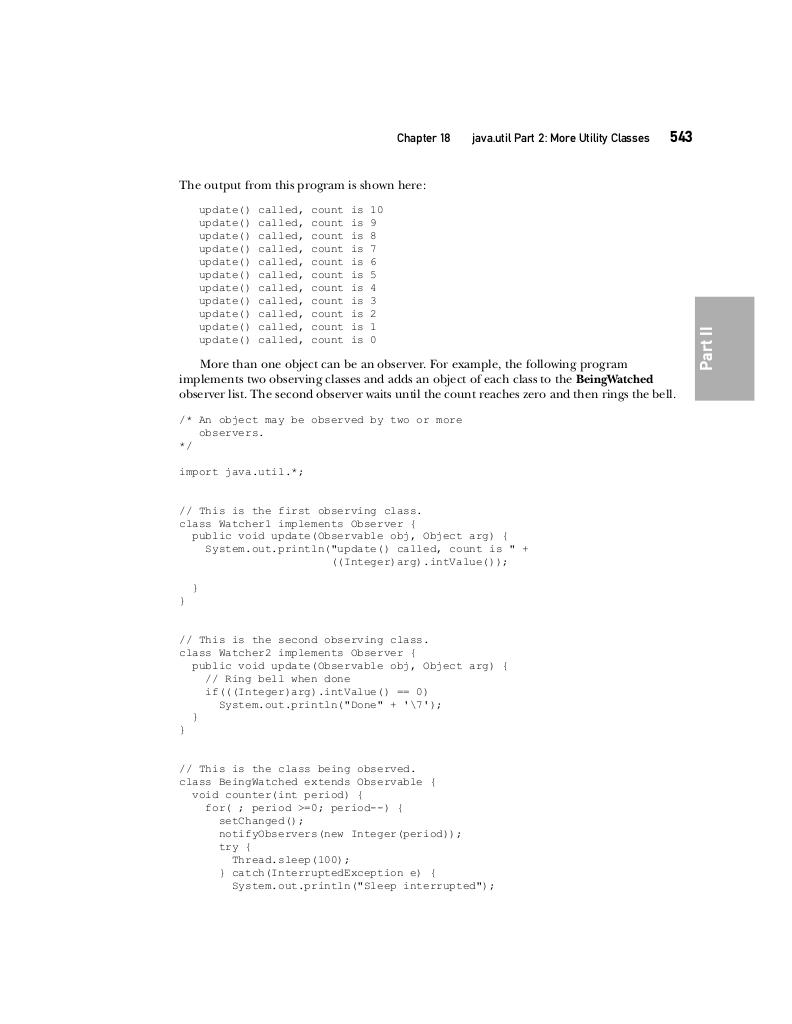 Chapter 18 java.util Part 2: More Utility Classes 543
The output from this program is shown here:
update() called, count is 10
update() called, count is 9
update() called, count is 8
update() called, count is 7
update() called, count is 6
update() called, count is 5
update() called, count is 4
update() called, count is 3
update() called, count is 2
update() called, count is 1
update() called, count is 0
More than one object can be an observer. For example, the following program
implements two observing classes and adds an object of each class to the BeingWatched
observer list. The second observer waits until the count reaches zero and then rings the bell.
Part II
/* An object may be observed by two or more
   observers.
*/
import java.util.*;
// This is the first observing class.
class Watcher1 implements Observer {
  public void update(Observable obj, Object arg) {
    System.out.println("update() called, count is " +
                       ((Integer)arg).intValue());
  }
}
// This is the second observing class.
class Watcher2 implements Observer {
  public void update(Observable obj, Object arg) {
    // Ring bell when done
    if(((Integer)arg).intValue() == 0)
      System.out.println("Done" + '\7');
  }
}
// This is the class being observed.
class BeingWatched extends Observable {
  void counter(int period) {
    for( ; period >=0; period--) {
      setChanged();
      notifyObservers(new Integer(period));
      try {
        Thread.sleep(100);
      } catch(InterruptedException e) {
        System.out.println("Sleep interrupted");